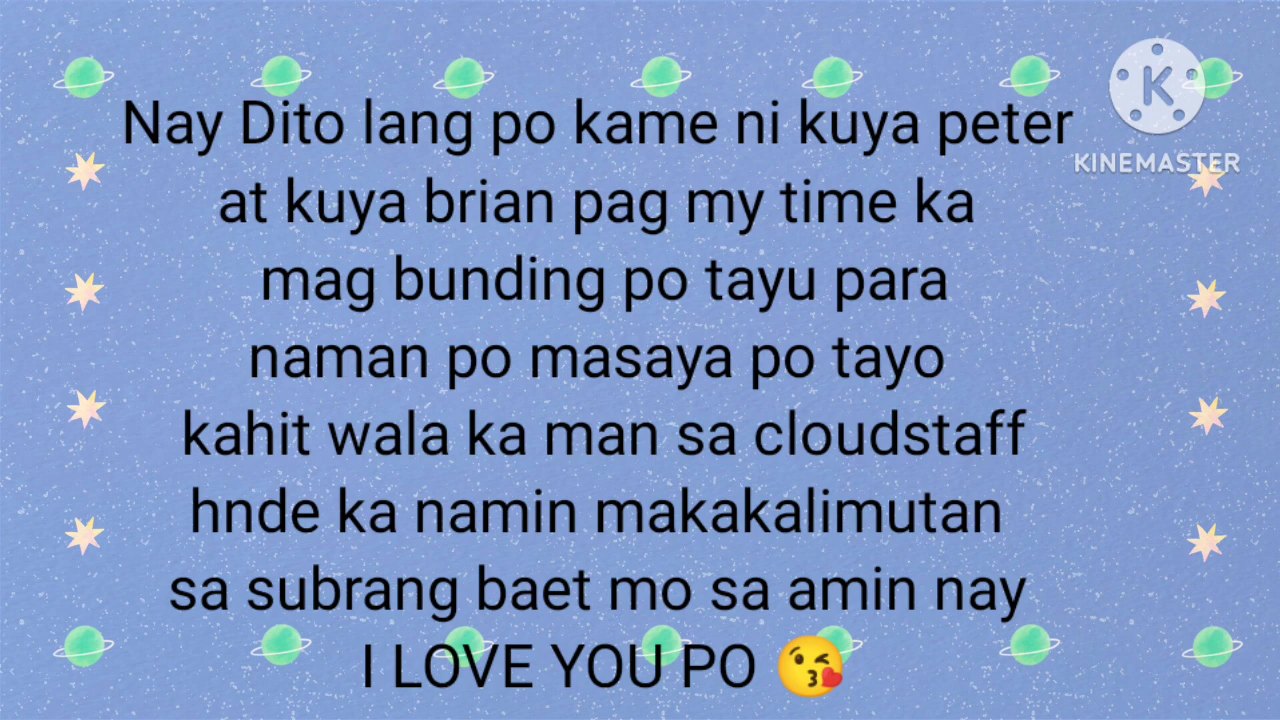 Nay Dito lang po kame ni kuya peter
at kuya brian pag my time ka
mag bunding po tayu para
naman po masaya po tayo
kahit wala ka man sa cloudstaff
hnde ka namin makakalimutan
sa subrang baet mo sa amin nay
I LOVE YOU PO 😘
K
KINEMASTER